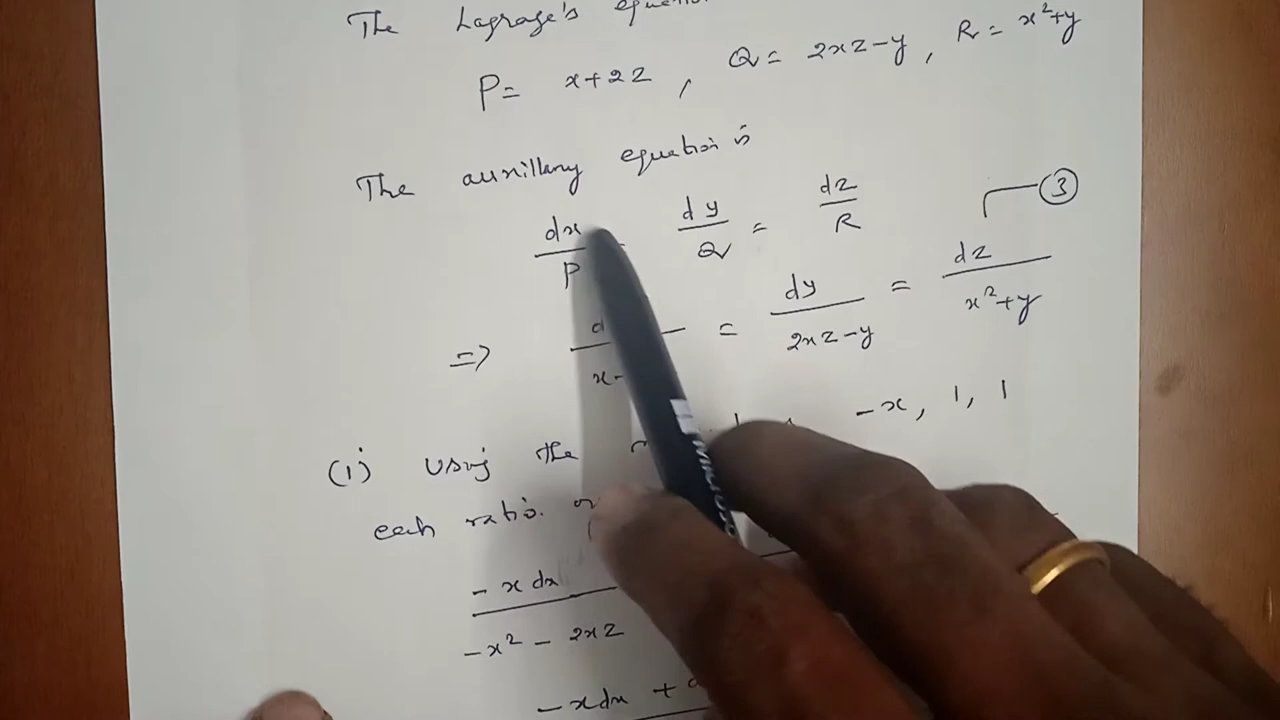 The Lagrage's
P= x+2z , Q= 2xz-y , R= x²+y
The auxillary equation is
dx/P dy/Q = dz/R
③
=> = dy/2xz-y = dz/x²+y
(i) Using the -x, 1, 1
each ratio
-x dx
-x² - 2xz
-xdx +